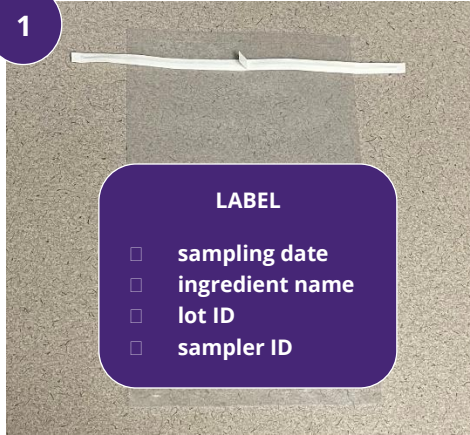 1
LABEL
☐ sampling date
☐ ingredient name
☐ lot ID
☐ sampler ID